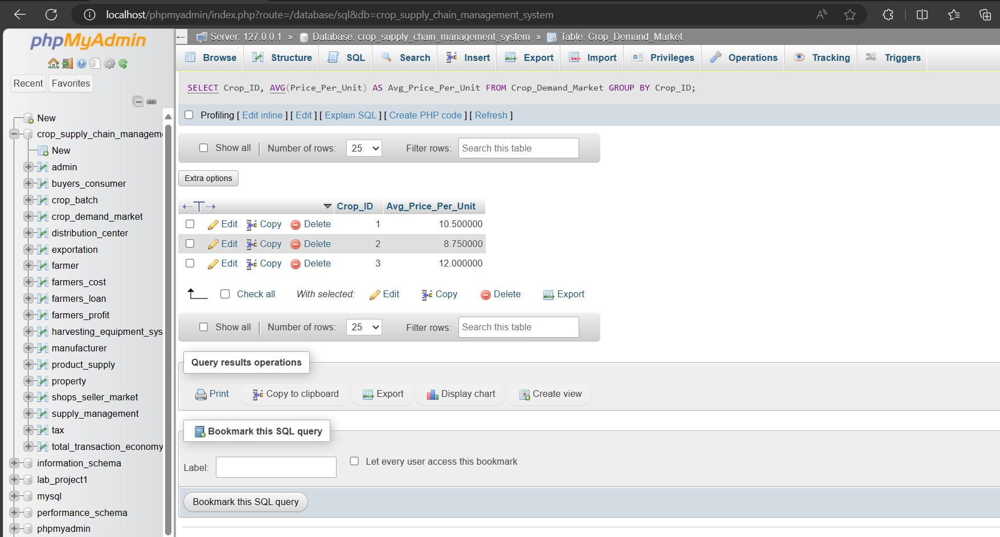 localhost/phpmyadmin/index.php?route=/database/sql&db=crop_supply_chain_management_system
phpMyAdmin
Recent Favorites
New
crop_supply_chain_managem
New
admin
buyers_consumer
crop_batch
crop_demand_market
distribution_center
exportation
farmer
farmers_cost
farmers_loan
farmers_profit
harvesting_equipment_sys
manufacturer
product_supply
property
shops_seller_market
supply_management
tax
total_transaction_economy
information_schema
lab_project1
mysql
performance_schema
phpmyadmin
Server: 127.0.0.1 » Database: crop_supply_chain_management_system » Table: Crop_Demand_Market
Browse Structure SQL Search Insert Export Import Privileges Operations Tracking Triggers
SELECT Crop_ID, AVG(Price_Per_Unit) AS Avg_Price_Per_Unit FROM Crop_Demand_Market GROUP BY Crop_ID;
Profiling [ Edit inline ] [ Edit ] [ Explain SQL ] [ Create PHP code ] [ Refresh ]
Show all | Number of rows: 25 Filter rows: Search this table
Extra options
←T→ Crop_ID Avg_Price_Per_Unit
Edit Copy Delete 1 10.500000
Edit Copy Delete 2 8.750000
Edit Copy Delete 3 12.000000
Check all With selected: Edit Copy Delete Export
Show all | Number of rows: 25 Filter rows: Search this table
Query results operations
Print Copy to clipboard Export Display chart Create view
Bookmark this SQL query
Label: Let every user access this bookmark
Bookmark this SQL query